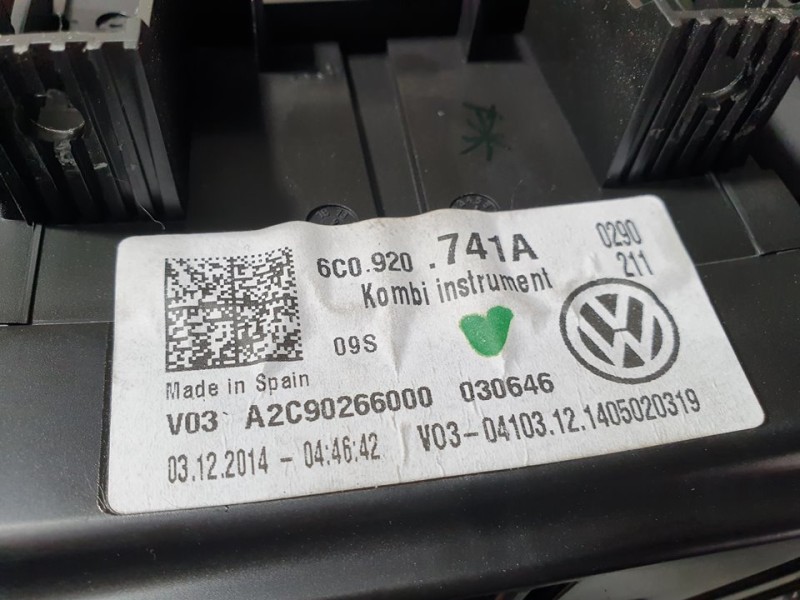 6C0.920 .741A
0290
211
Kombi instrument
09S
Made in Spain
V03 A2C90266000 030646
03.12.2014 - 04:46:42 V03-04103.12.1405020319